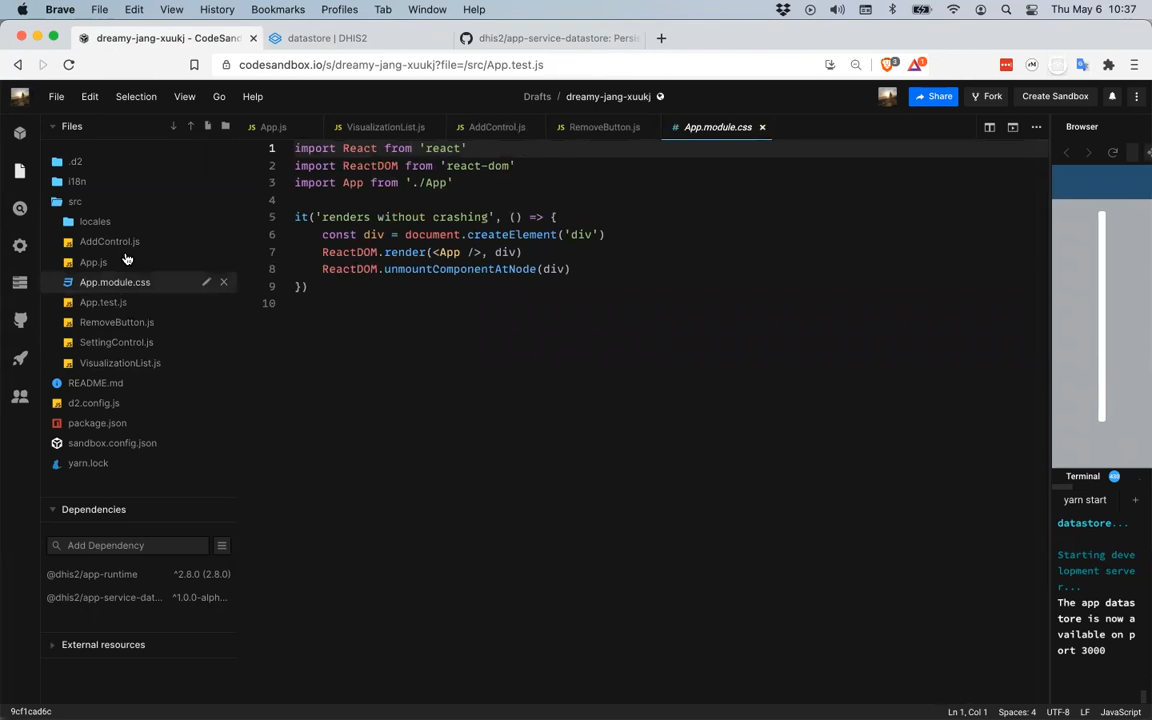 Brave File Edit View History Bookmarks Profiles Tab Window Help Thu May 6 10:37
dreamy-jang-xuukj - CodeSand datastore | DHIS2 dhis2/app-service-datastore: Persis
codesandbox.io/s/dreamy-jang-xuukj?file=/src/App.test.js 3 1
File Edit Selection View Go Help Drafts / dreamy-jang-xuukj Share Fork Create Sandbox
Files App.js VisualizationList.js AddControl.js RemoveButton.js # App.module.css Browser
.d2
i18n
src
locales
AddControl.js
App.js
App.module.css
App.test.js
RemoveButton.js
SettingControl.js
VisualizationList.js
README.md
d2.config.js
package.json
sandbox.config.json
yarn.lock
Dependencies
Add Dependency
@dhis2/app-runtime ^2.8.0 (2.8.0)
@dhis2/app-service-dat... ^1.0.0-alph...
External resources
1 import React from 'react'
2 import ReactDOM from 'react-dom'
3 import App from './App'
4
5 it('renders without crashing', () => {
6 const div = document.createElement('div')
7 ReactDOM.render(<App />, div)
8 ReactDOM.unmountComponentAtNode(div)
9 })
10
Terminal
yarn start +
datastore...
Starting deve
lopment serve
r...
The app datas
tore is now a
vailable on p
ort 3000
9cf1cad6c Ln 1, Col 1 Spaces: 4 UTF-8 LF JavaScript